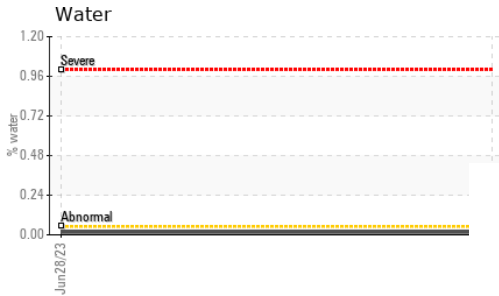 Water
1.20
Severe
0.96
0.72
% water
0.48
0.24
Abnormal
0.00
Jun28/23